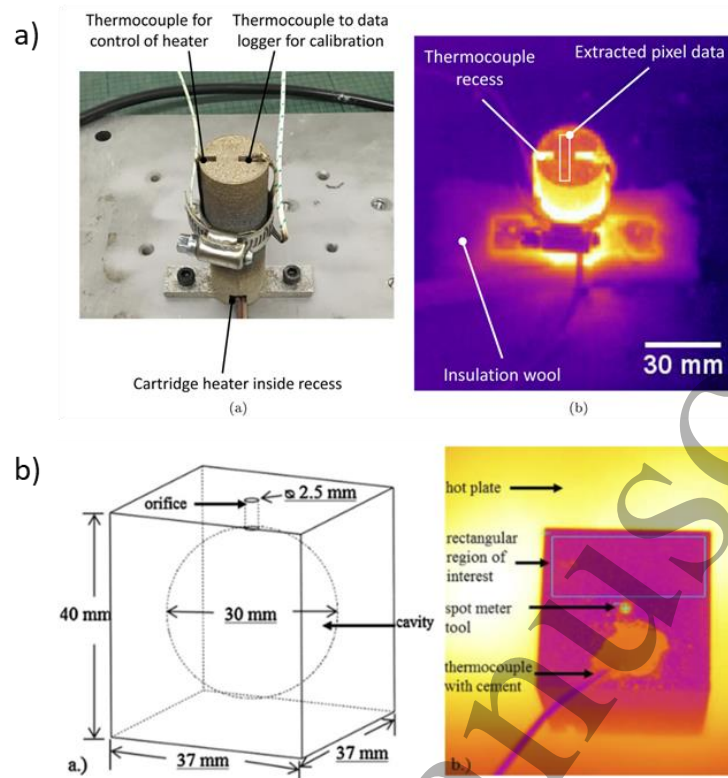 a)
Thermocouple for
control of heater
Thermocouple to data
logger for calibration
Cartridge heater inside recess
(a)
Thermocouple
recess
Extracted pixel data
Insulation wool
30 mm
(b)
b)
orifice
⌀ 2.5 mm
40 mm
30 mm
cavity
37 mm
37 mm
a.)
hot plate
rectangular
region of
interest
spot meter
tool
thermocouple
with cement
b.)